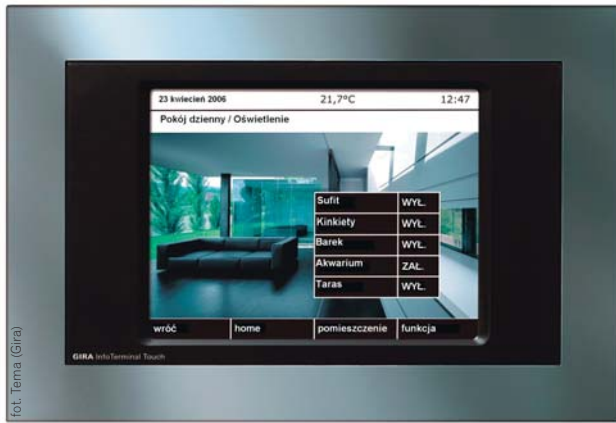 23 kwiecień 2006 21,7°C 12:47
Pokój dzienny / Oświetlenie
Sufit WYŁ.
Kinkiety WYŁ.
Barek WYŁ.
Akwarium ZAŁ.
Taras WYŁ.
wróć home pomieszczenie funkcja
GIRA InfoTerminal Touch
fot. Tema (Gira)